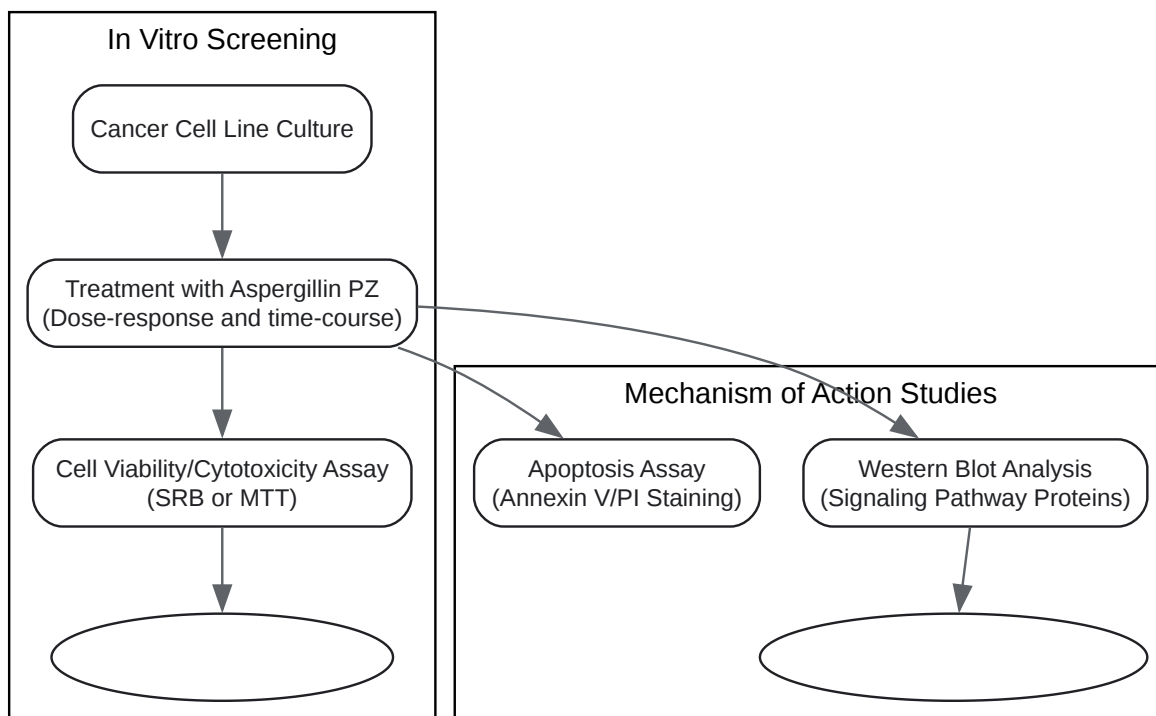 In Vitro Screening
Cancer Cell Line Culture
Treatment with Aspergillin PZ
(Dose-response and time-course)
Cell Viability/Cytotoxicity Assay
(SRB or MTT)
Mechanism of Action Studies
Apoptosis Assay
(Annexin V/PI Staining)
Western Blot Analysis
(Signaling Pathway Proteins)